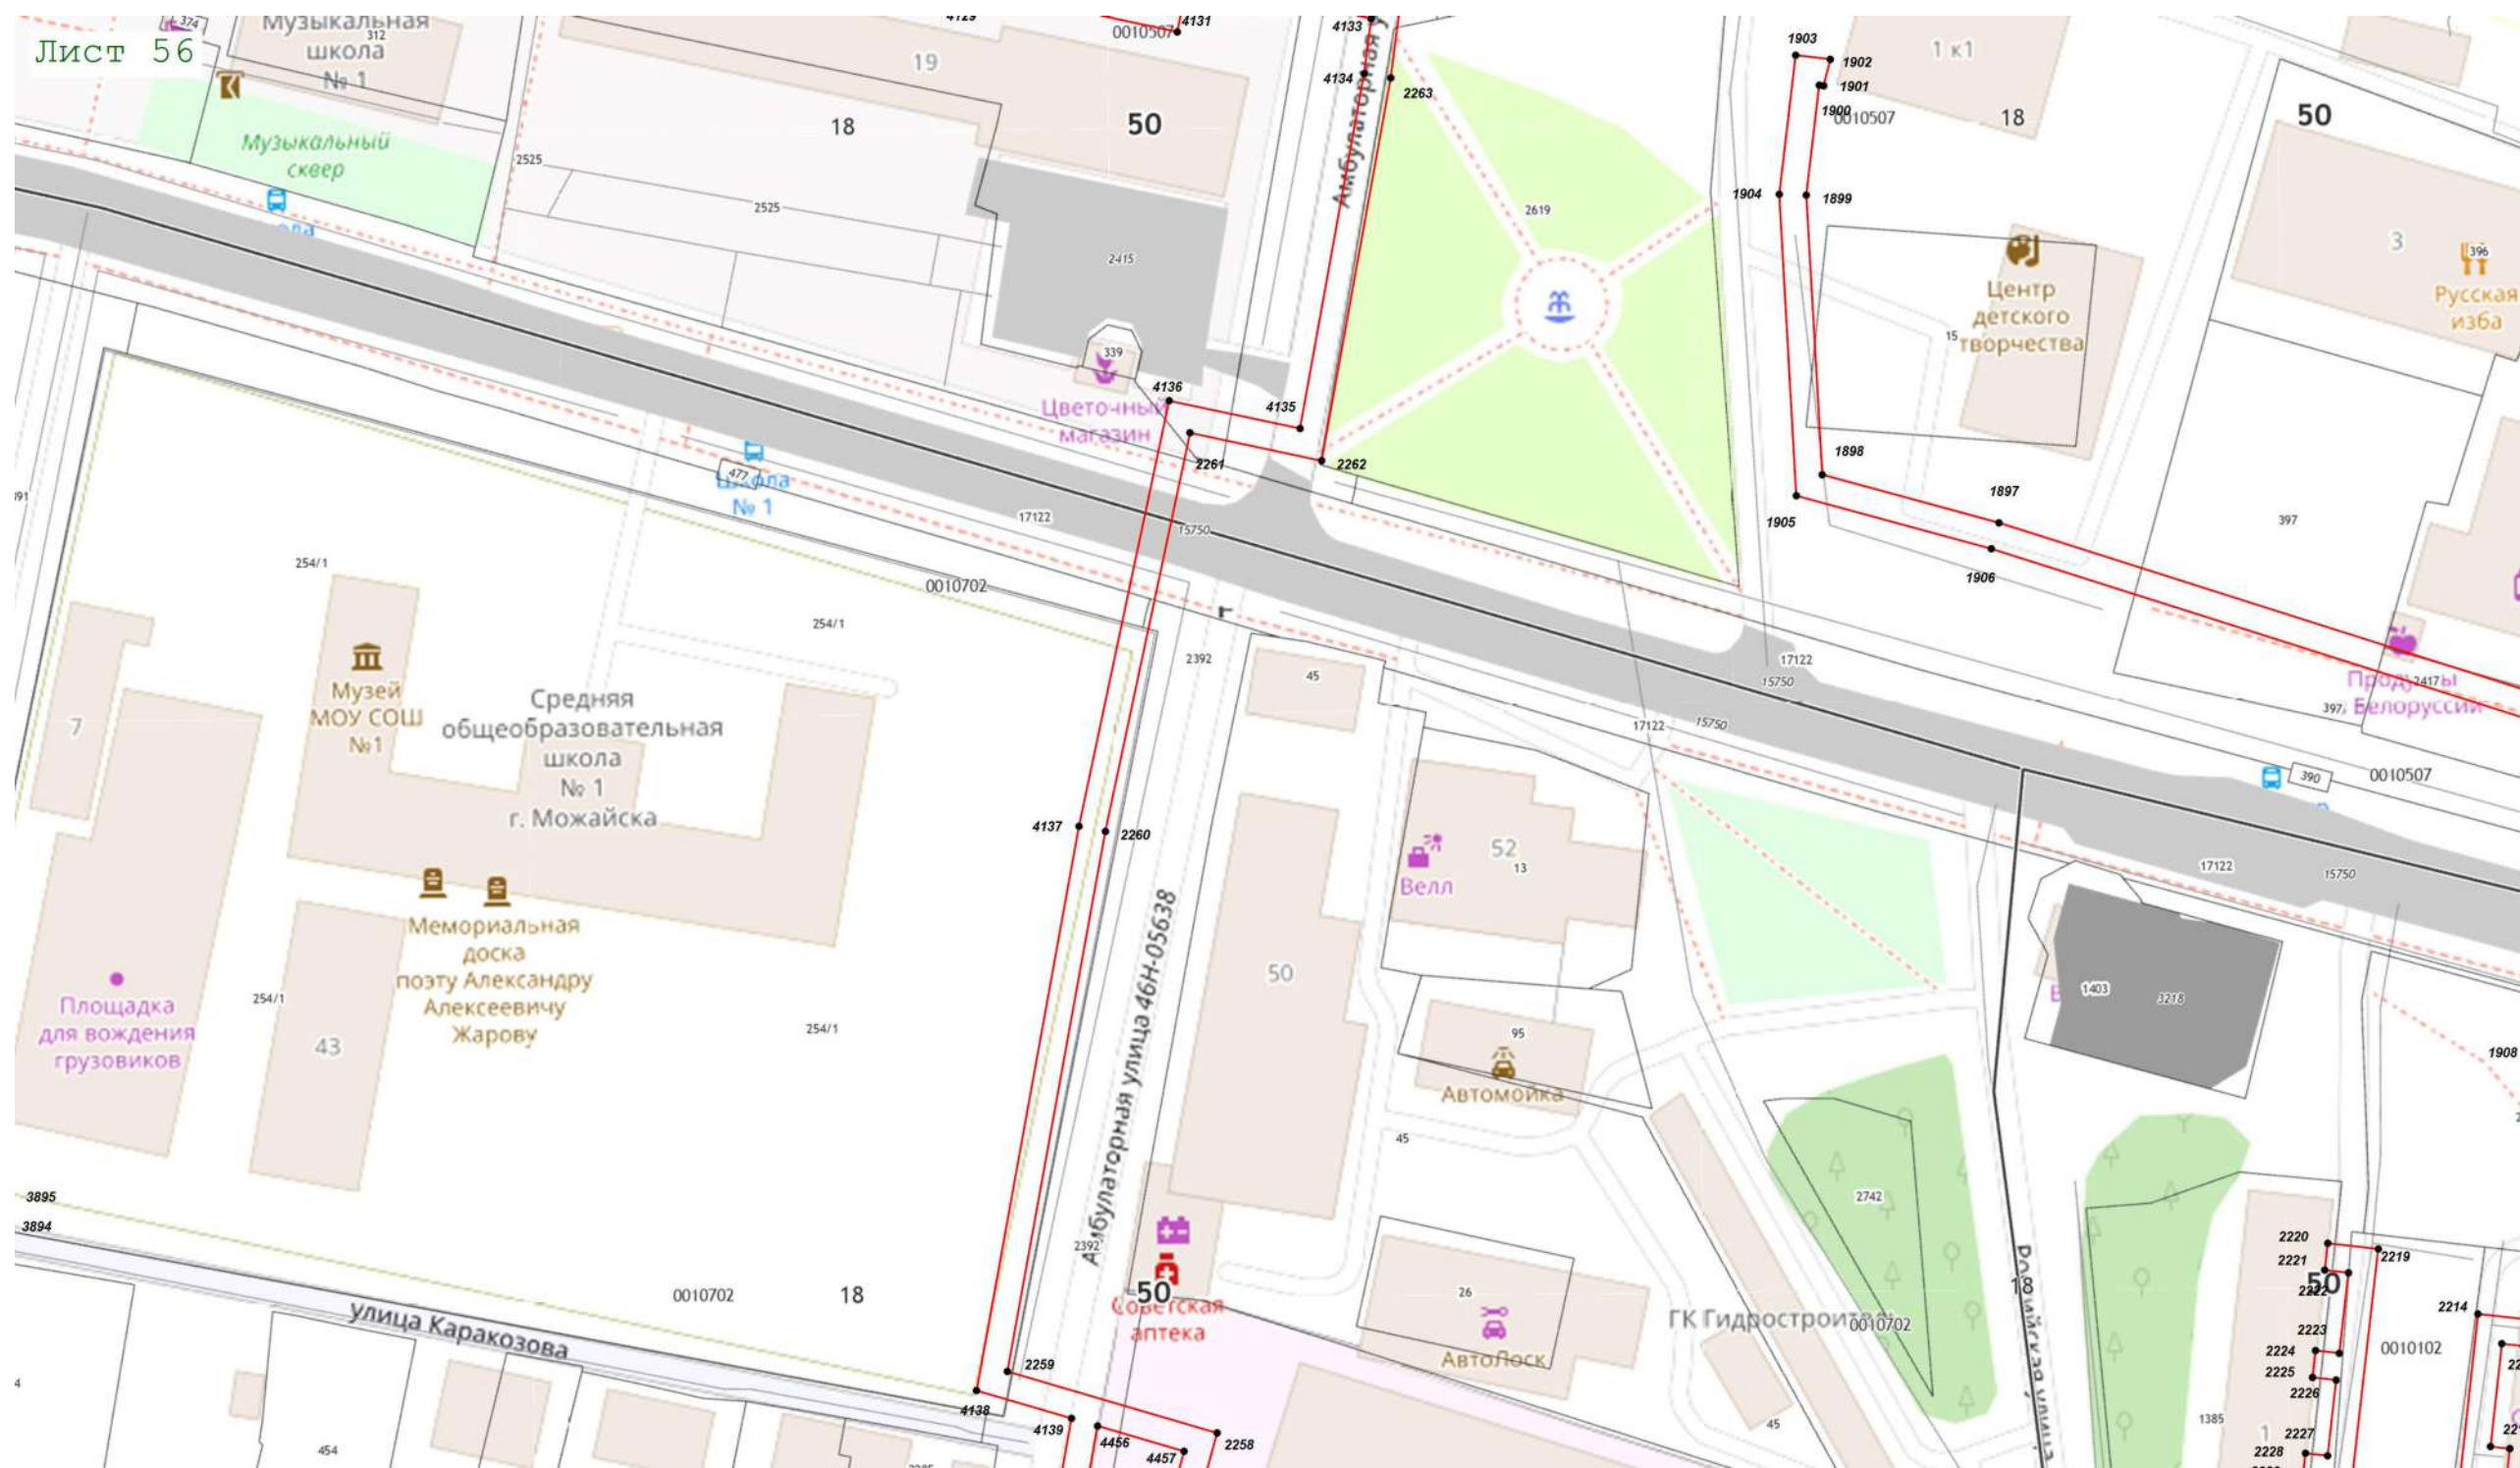 Лист 56
374
Музыкальная
школа
№ 1
312
Музыкальный
сквер
19
18
50
2525
2525
2415
339
Цветочный
магазин
4129
4131
0010507
4133
4134
2263
Амбулаторная у
4136
4135
2261
2262
2619
1903
1902
1901
1900
0010507
1904
1899
1 к1
18
50
Центр
детского
творчества
15
3
396
Русская
изба
1898
1897
1905
1906
397
477
школа
№ 1
17122
15750
254/1
0010702
254/1
2392
45
17122
15750
17122
15750
Продукты
Белоруссии
2417
397
390
0010507
7
Музей
МОУ СОШ
№1
Средняя
общеобразовательная
школа
№ 1
г. Можайска
4137
2260
52
13
Велл
17122
15750
Мемориальная
доска
поэту Александру
Алексеевичу
Жарову
Площадка
для вождения
грузовиков
254/1
43
254/1
Амбулаторная улица 46Н-05638
50
95
Автомойка
1403
3218
1908
45
2742
3895
3894
2392
50
Советская
аптека
26
АвтоЛоск
ГК Гидростроитель
0010702
18
Российская улица
2220
2219
2221
50
2222
2214
2223
2224
2225
2226
0010102
1385
1
2227
2228
0010702
18
улица Каракозова
2259
4138
4139
4456
4457
2258
454
45